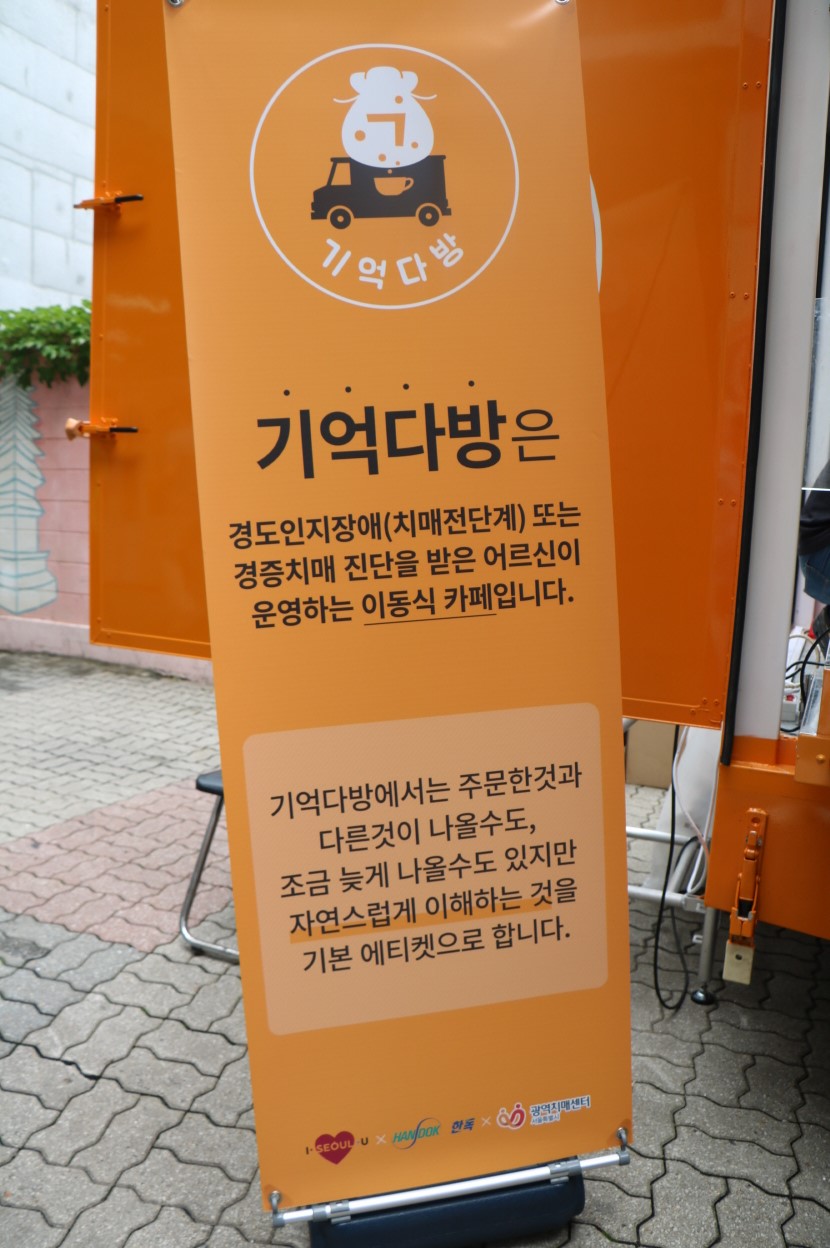 ㄱ
기억다방
기억다방은
경도인지장애(치매전단계) 또는
경증치매 진단을 받은 어르신이
운영하는 이동식 카페입니다.
기억다방에서는 주문한것과
다른것이 나올수도,
조금 늦게 나올수도 있지만
자연스럽게 이해하는 것을
기본 에티켓으로 합니다.
I·SEOUL·U × HANDOK 한독 × 광역치매센터
서울특별시